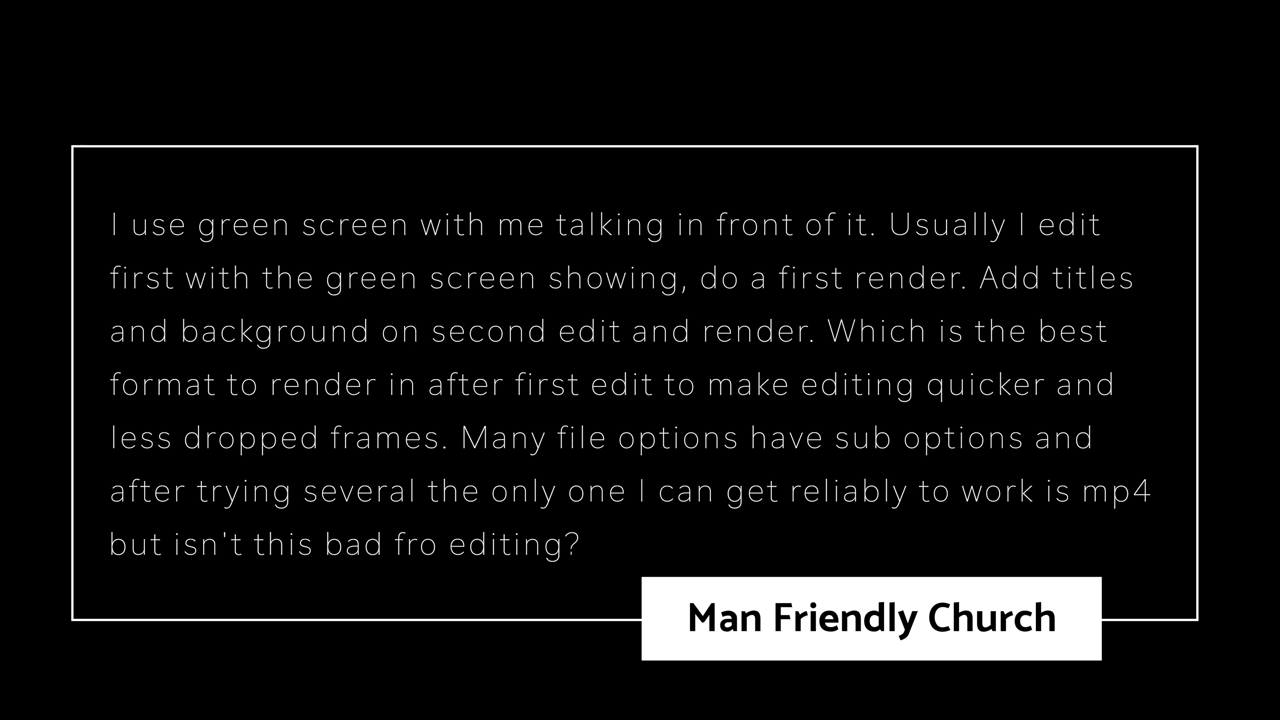 I use green screen with me talking in front of it. Usually I edit
first with the green screen showing, do a first render. Add titles
and background on second edit and render. Which is the best
format to render in after first edit to make editing quicker and
less dropped frames. Many file options have sub options and
after trying several the only one I can get reliably to work is mp4
but isn't this bad fro editing?
Man Friendly Church